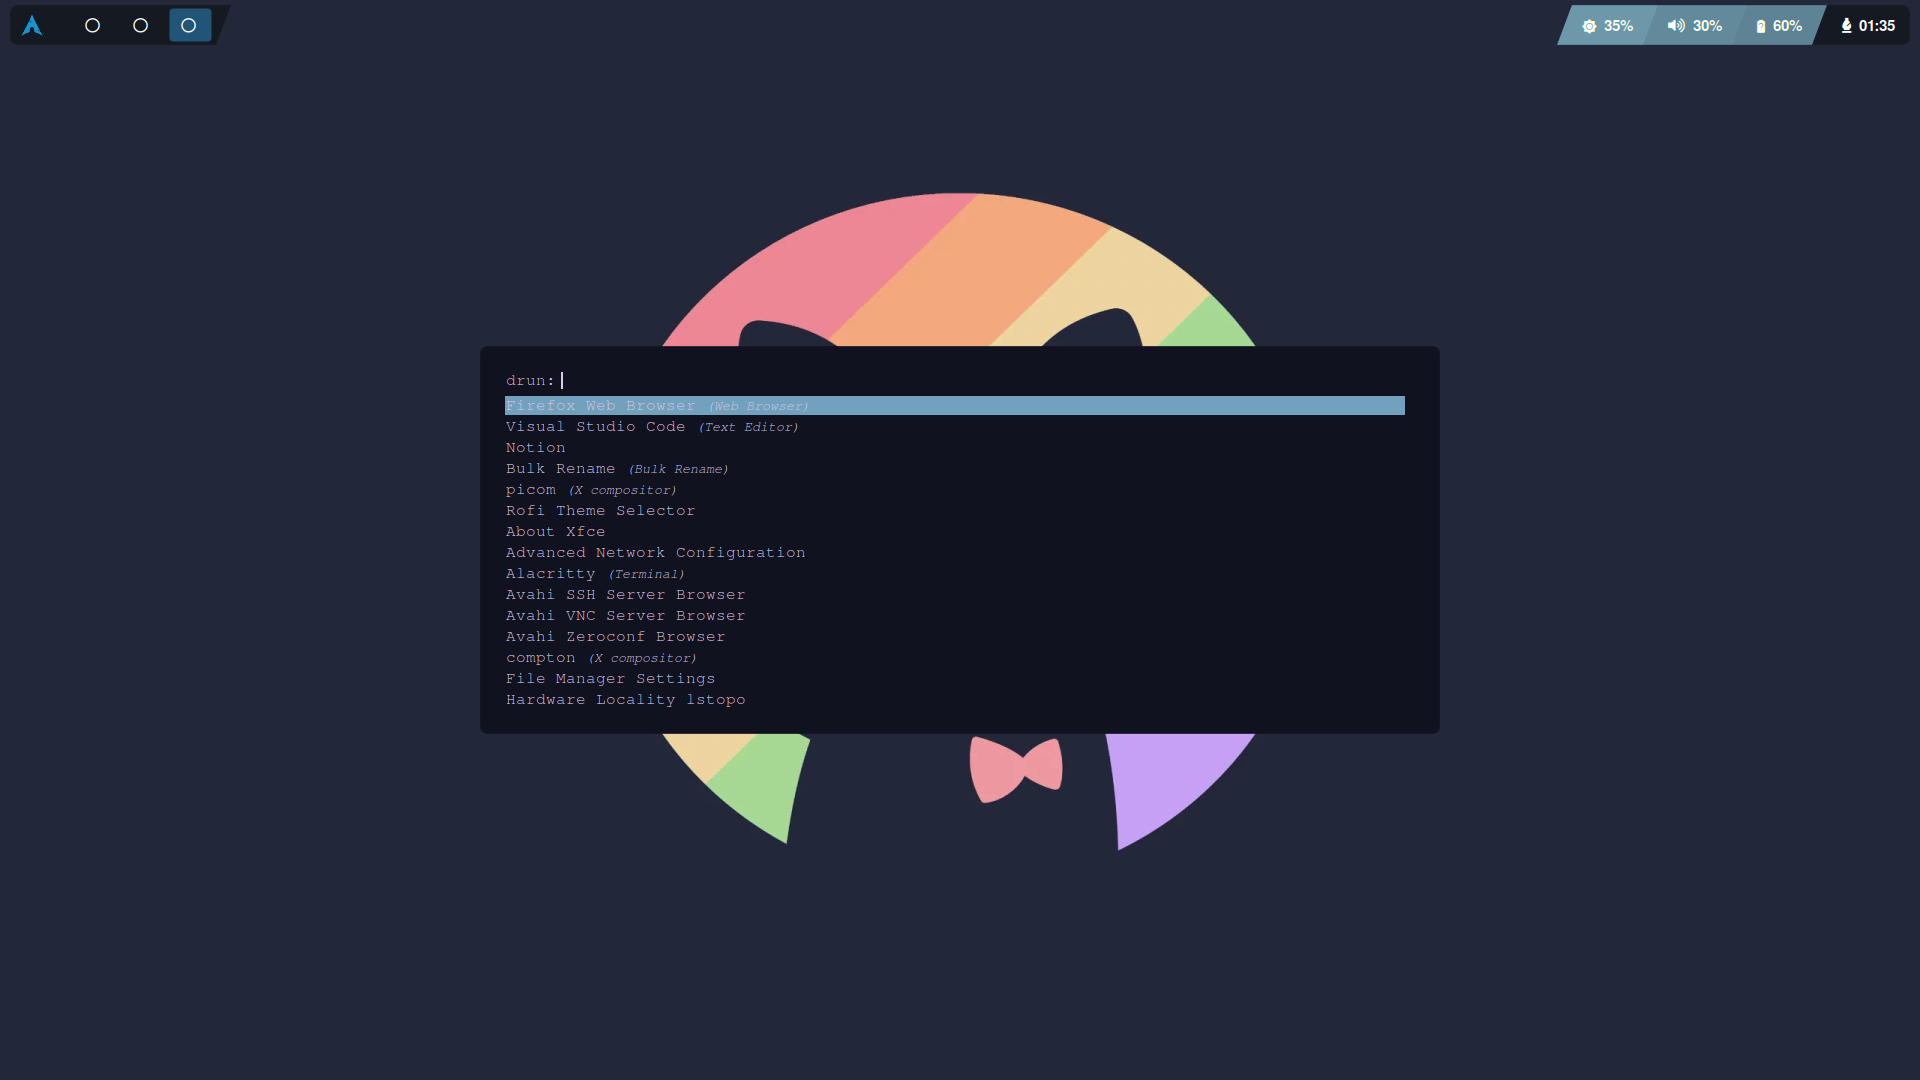 35% 30% 60% 01:35
drun:
Firefox Web Browser (Web Browser)
Visual Studio Code (Text Editor)
Notion
Bulk Rename (Bulk Rename)
picom (X compositor)
Rofi Theme Selector
About Xfce
Advanced Network Configuration
Alacritty (Terminal)
Avahi SSH Server Browser
Avahi VNC Server Browser
Avahi Zeroconf Browser
compton (X compositor)
File Manager Settings
Hardware Locality lstopo